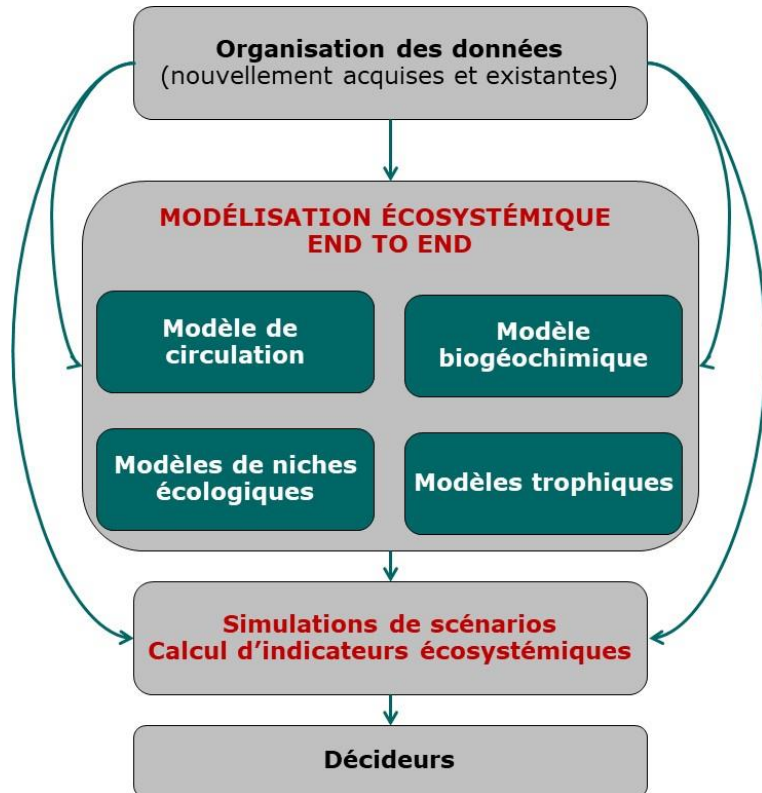 Organisation des données
(nouvellement acquises et existantes)
MODÉLISATION ÉCOSYSTÉMIQUE
END TO END
Modèle de
circulation
Modèle
biogéochimique
Modèles de niches
écologiques
Modèles trophiques
Simulations de scénarios
Calcul d’indicateurs écosystémiques
Décideurs